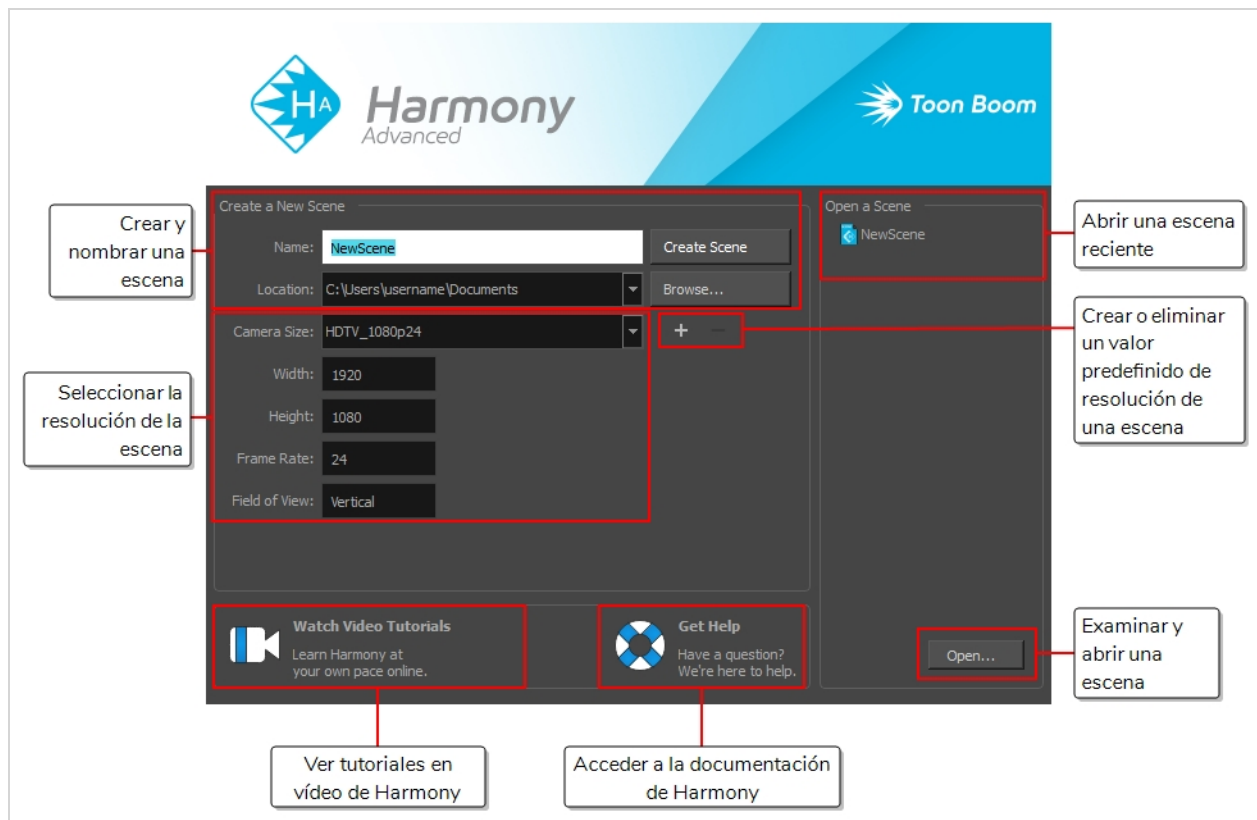 HA
Harmony
Advanced
Toon Boom
Crear y
nombrar una
escena
Seleccionar la
resolución de la
escena
Create a New Scene
Name:
NewScene
Create Scene
Location:
C:\Users\username\Documents
Browse...
Camera Size:
HDTV_1080p24
+ −
Width:
1920
Height:
1080
Frame Rate:
24
Field of View:
Vertical
Open a Scene
NewScene
Abrir una escena
reciente
Crear o eliminar
un valor
predefinido de
resolución de
una escena
Watch Video Tutorials
Learn Harmony at
your own pace online.
Get Help
Have a question?
We're here to help.
Open...
Examinar y
abrir una
escena
Ver tutoriales en
vídeo de Harmony
Acceder a la documentación
de Harmony